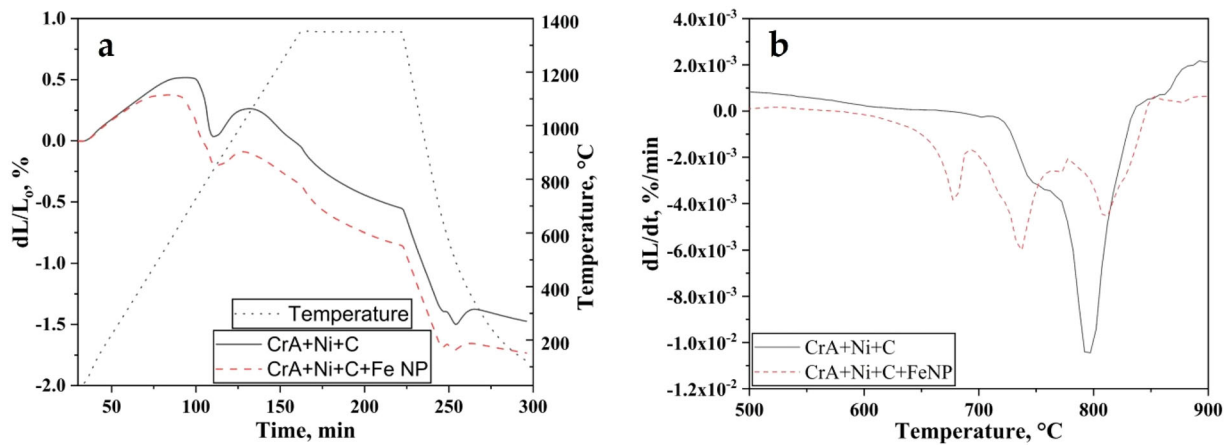 a
1.0
0.5
0.0
-0.5
-1.0
-1.5
-2.0
dL/Lo, %
1400
1200
1000
800
600
400
200
Temperature, °C
Temperature
CrA+Ni+C
CrA+Ni+C+Fe NP
50 100 150 200 250 300
Time, min
b
4.0x10-3
2.0x10-3
0.0
-2.0x10-3
-4.0x10-3
-6.0x10-3
-8.0x10-3
-1.0x10-2
-1.2x10-2
dL/dt, %/min
CrA+Ni+C
CrA+Ni+C+FeNP
500 600 700 800 900
Temperature, °C